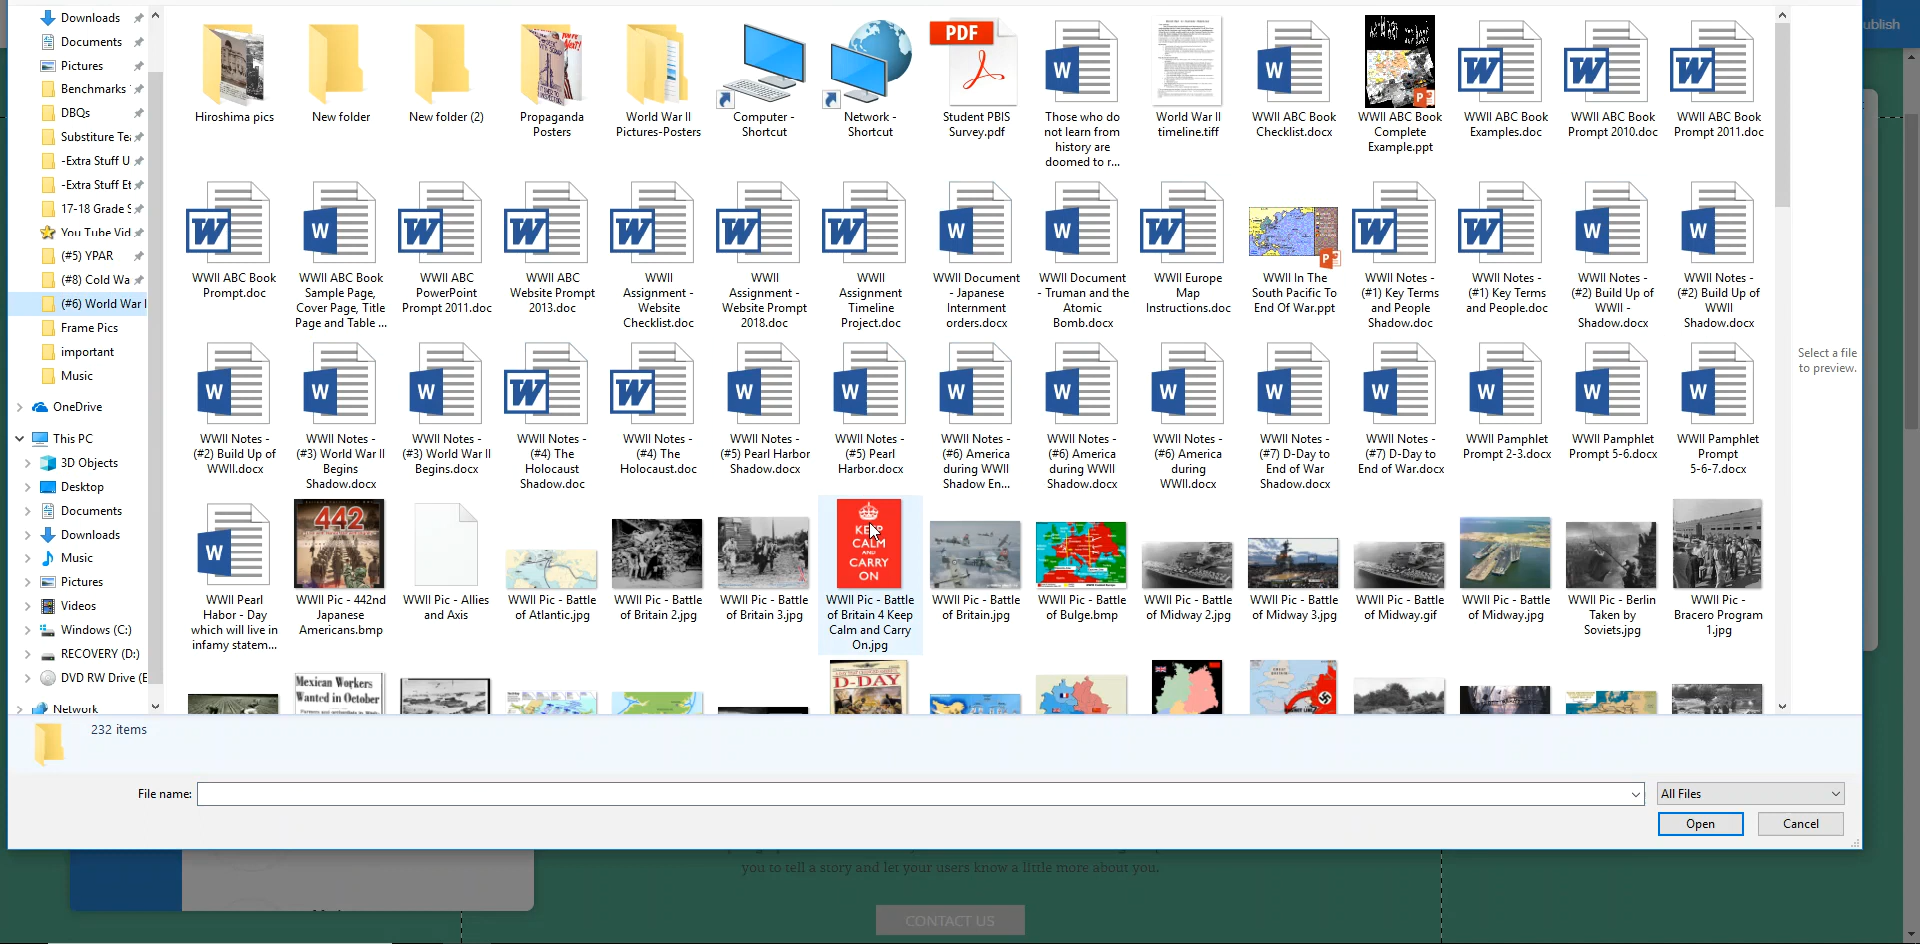 Downloads
Documents
Pictures
Benchmarks
DBQs
Substiture Te
-Extra Stuff U
-Extra Stuff Et
17-18 Grade S
You Tube Vid
(#5) YPAR
(#8) Cold Wa
(#6) World War I
Frame Pics
important
Music
OneDrive
This PC
3D Objects
Desktop
Documents
Downloads
Music
Pictures
Videos
Windows (C:)
RECOVERY (D:)
DVD RW Drive (E
Network
Hiroshima pics
New folder
New folder (2)
Propaganda
Posters
World War II
Pictures-Posters
Computer -
Shortcut
Network -
Shortcut
PDF
Student PBIS
Survey.pdf
Those who do
not learn from
history are
doomed to r...
World War II
timeline.tiff
WWII ABC Book
Checklist.docx
WWII ABC Book
Complete
Example.ppt
WWII ABC Book
Examples.doc
WWII ABC Book
Prompt 2010.doc
WWII ABC Book
Prompt 2011.doc
WWII ABC Book
Prompt.doc
WWII ABC Book
Sample Page,
Cover Page, Title
Page and Table ...
WWII ABC
PowerPoint
Prompt 2011.doc
WWII ABC
Website Prompt
2013.doc
WWII
Assignment -
Website
Checklist.doc
WWII
Assignment -
Website Prompt
2018.doc
WWII
Assignment
Timeline
Project.doc
WWII Document
- Japanese
Internment
orders.docx
WWII Document
- Truman and the
Atomic
Bomb.docx
WWII Europe
Map
Instructions.doc
WWII In The
South Pacific To
End Of War.ppt
WWII Notes -
(#1) Key Terms
and People
Shadow.doc
WWII Notes -
(#1) Key Terms
and People.doc
WWII Notes -
(#2) Build Up of
WWII -
Shadow.docx
WWII Notes -
(#2) Build Up of
WWII
Shadow.docx
WWII Notes -
(#2) Build Up of
WWII.docx
WWII Notes -
(#3) World War II
Begins
Shadow.docx
WWII Notes -
(#3) World War II
Begins.docx
WWII Notes -
(#4) The
Holocaust
Shadow.doc
WWII Notes -
(#4) The
Holocaust.doc
WWII Notes -
(#5) Pearl Harbor
Shadow.docx
WWII Notes -
(#5) Pearl
Harbor.docx
WWII Notes -
(#6) America
during WWII
Shadow En...
WWII Notes -
(#6) America
during WWII
Shadow.docx
WWII Notes -
(#6) America
during
WWII.docx
WWII Notes -
(#7) D-Day to
End of War
Shadow.docx
WWII Notes -
(#7) D-Day to
End of War.docx
WWII Pamphlet
Prompt 2-3.docx
WWII Pamphlet
Prompt 5-6.docx
WWII Pamphlet
Prompt
5-6-7.docx
WWII Pearl
Habor - Day
which will live in
infamy statem...
442
WWII Pic - 442nd
Japanese
Americans.bmp
WWII Pic - Allies
and Axis
WWII Pic - Battle
of Atlantic.jpg
WWII Pic - Battle
of Britain 2.jpg
WWII Pic - Battle
of Britain 3.jpg
KEEP
CALM
AND
CARRY
ON
WWII Pic - Battle
of Britain 4 Keep
Calm and Carry
On.jpg
WWII Pic - Battle
of Britain.jpg
WWII Pic - Battle
of Bulge.bmp
WWII Pic - Battle
of Midway 2.jpg
WWII Pic - Battle
of Midway 3.jpg
WWII Pic - Battle
of Midway.gif
WWII Pic - Battle
of Midway.jpg
WWII Pic - Berlin
Taken by
Soviets.jpg
WWII Pic -
Bracero Program
1.jpg
Mexican Workers
Wanted in October
D-DAY
Select a file
to preview.
ublish
232 items
File name:
All Files
Open
Cancel
you to tell a story and let your users know a little more about you.
CONTACT US